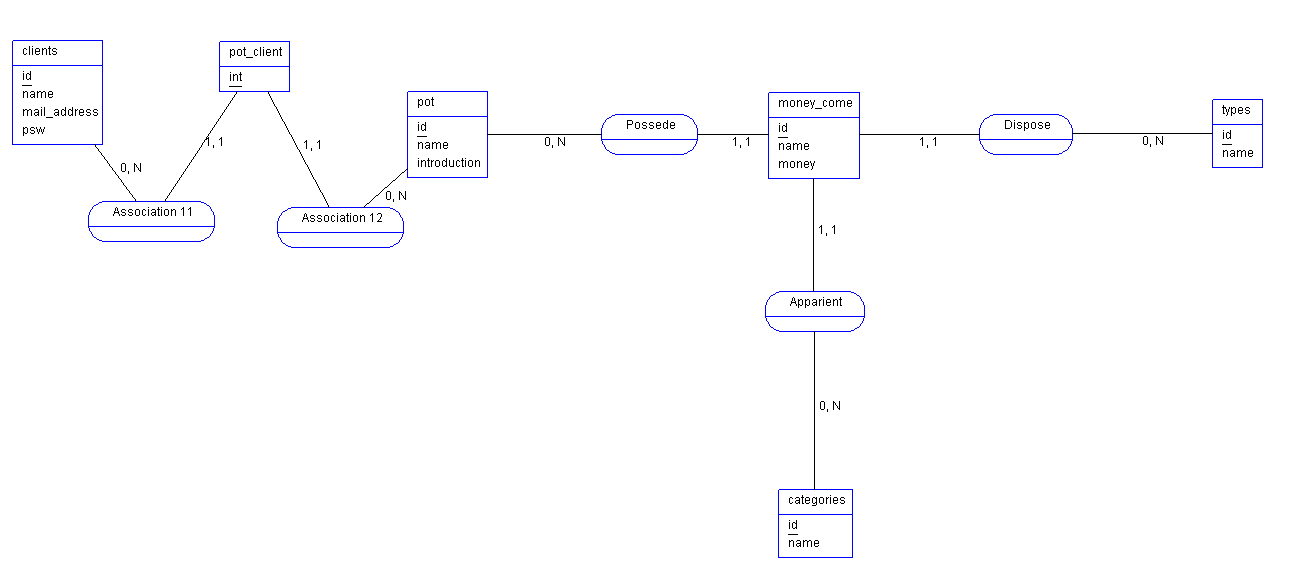 clients
id
name
mail_address
psw
0, N
Association 11
pot_client
int
1, 1
1, 1
Association 12
0, N
pot
id
name
introduction
0, N
Possede
1, 1
money_come
id
name
money
1, 1
Dispose
0, N
types
id
name
1, 1
Apparient
0, N
categories
id
name